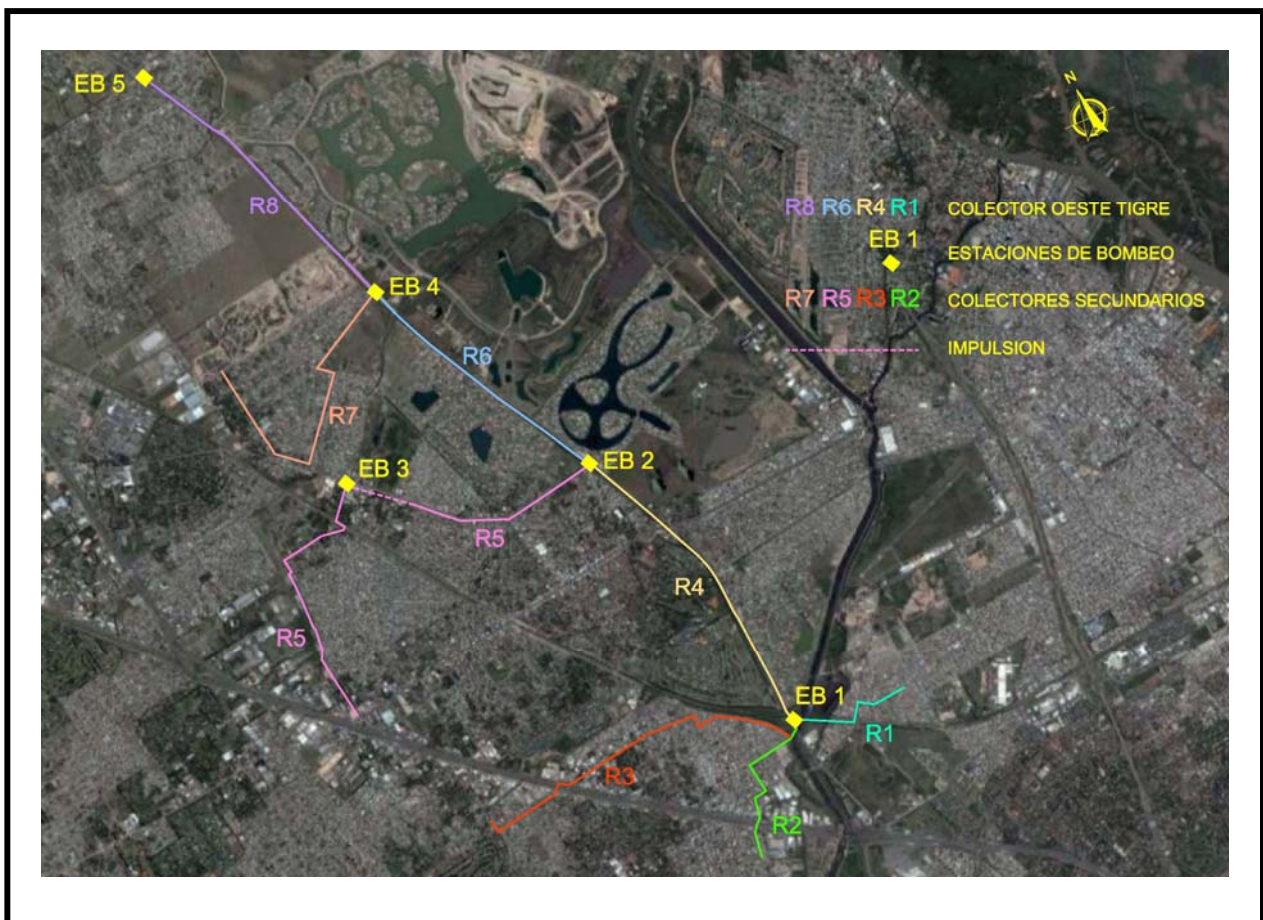 EB 5
N
R8
R8 R6 R4 R1 COLECTOR OESTE TIGRE
EB 1
ESTACIONES DE BOMBEO
EB 4
R7 R5 R3 R2 COLECTORES SECUNDARIOS
R6
IMPULSION
R7
EB 3
EB 2
R5
R4
R5
EB 1
R1
R3
R2